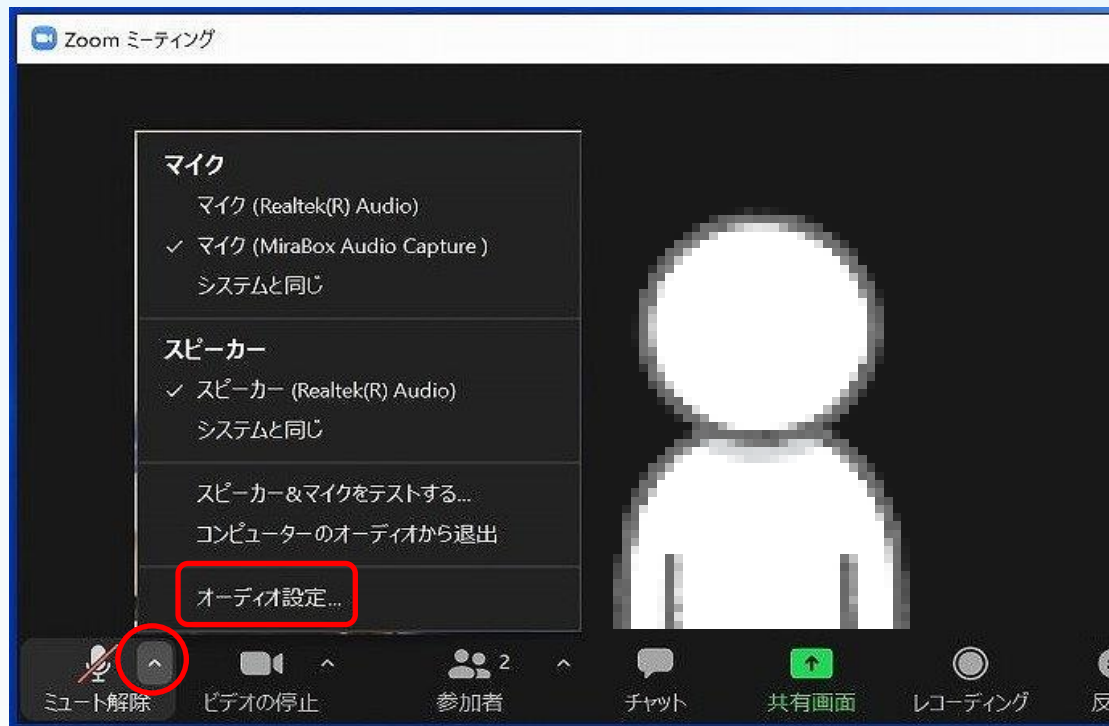 Zoom ミーティング
マイク
マイク (Realtek(R) Audio)
✓ マイク (MiraBox Audio Capture )
システムと同じ
スピーカー
✓ スピーカー (Realtek(R) Audio)
システムと同じ
スピーカー&マイクをテストする...
コンピューターのオーディオから退出
オーディオ設定...
2
ミュート解除 ビデオの停止 参加者 チャット 共有画面 レコーディング